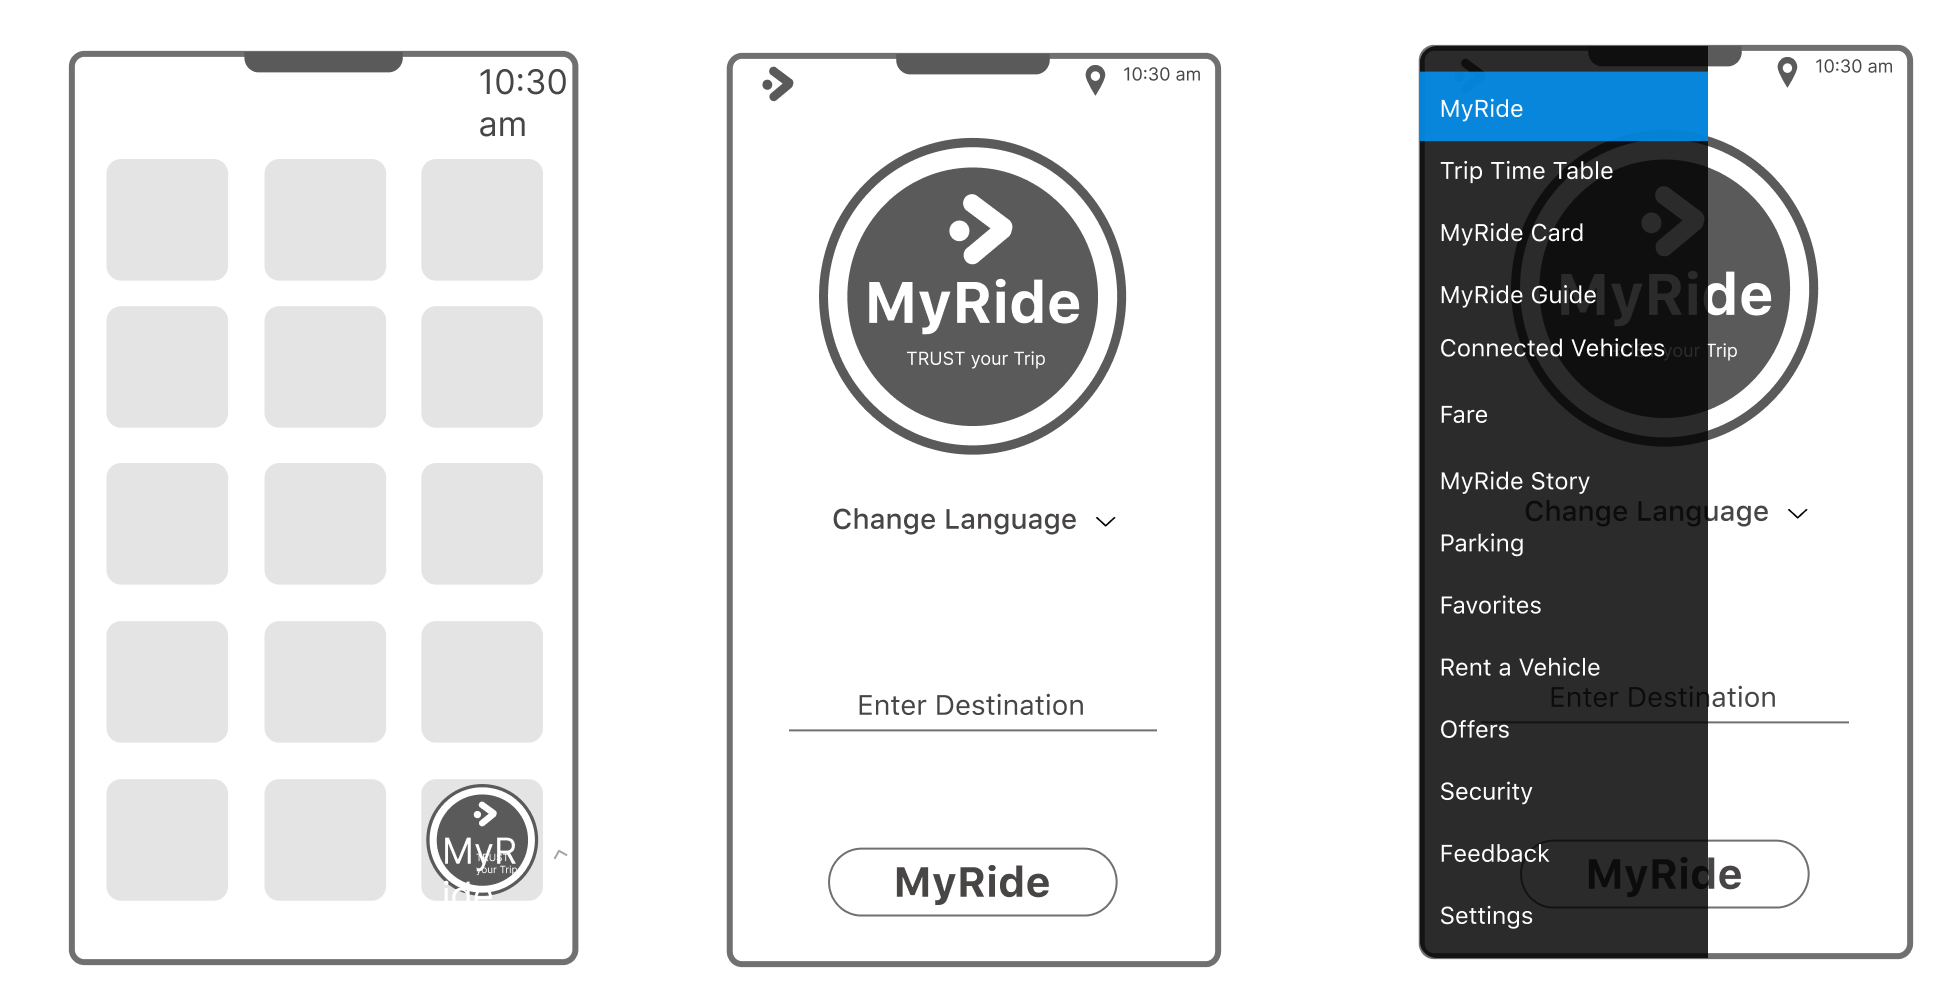 10:30
am
MyR
ide
TRUST
your Trip
10:30 am
MyRide
TRUST your Trip
Change Language
Enter Destination
MyRide
10:30 am
MyRide
Trip Time Table
MyRide Card
MyRide Guide
MyRide
Connected Vehicles
your Trip
Fare
MyRide Story
Change Language
Parking
Favorites
Rent a Vehicle
Enter Destination
Offers
Security
Feedback
MyRide
Settings